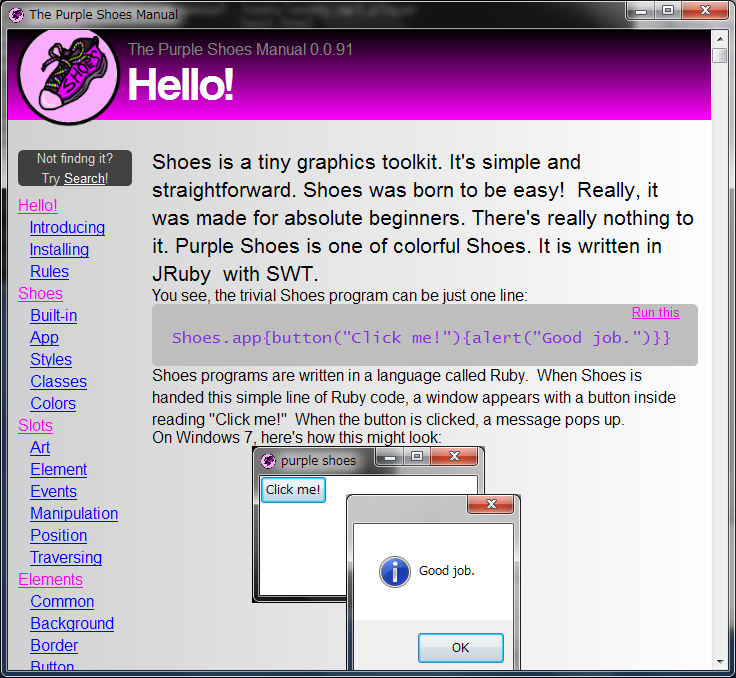 The Purple Shoes Manual
The Purple Shoes Manual 0.0.91
Hello!
SHOES
Not findng it?
Try Search!
Hello!
Introducing
Installing
Rules
Shoes
Built-in
App
Styles
Classes
Colors
Slots
Art
Element
Events
Manipulation
Position
Traversing
Elements
Common
Background
Border
Button
Shoes is a tiny graphics toolkit. It's simple and
straightforward. Shoes was born to be easy!  Really, it
was made for absolute beginners. There's really nothing to
it. Purple Shoes is one of colorful Shoes. It is written in
JRuby  with SWT.
You see, the trivial Shoes program can be just one line:
Run this
Shoes.app{button("Click me!"){alert("Good job.")}}
Shoes programs are written in a language called Ruby.  When Shoes is
handed this simple line of Ruby code, a window appears with a button inside
reading "Click me!"  When the button is clicked, a message pops up.
On Windows 7, here's how this might look:
purple shoes
Click me!
Good job.
OK